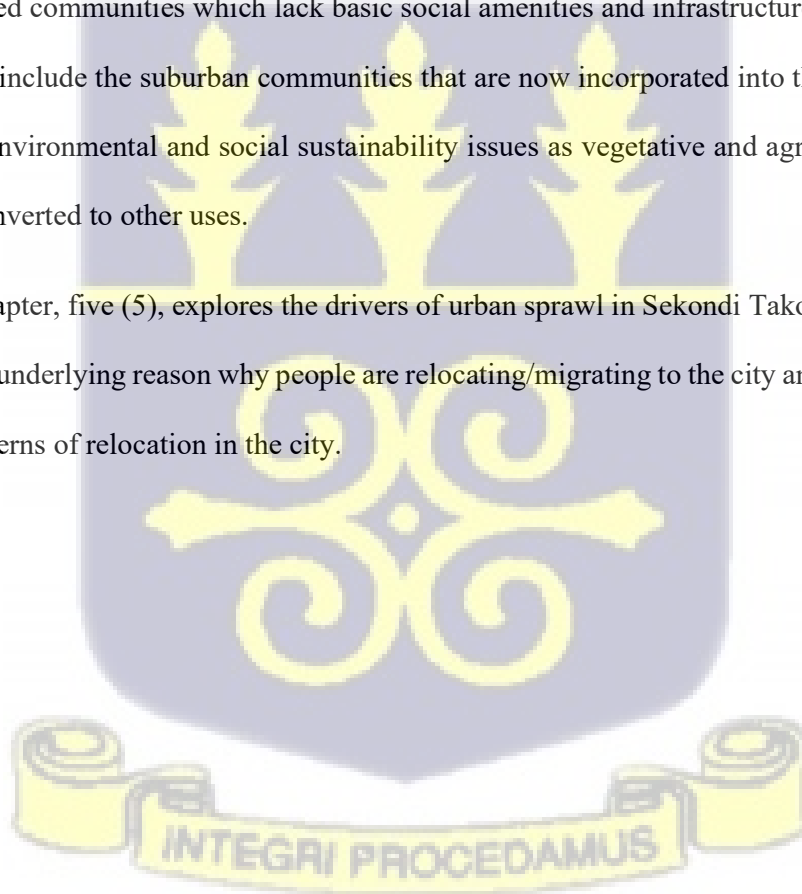 ed communities which lack basic social amenities and infrastructur
include the suburban communities that are now incorporated into th
nvironmental and social sustainability issues as vegetative and agr
nverted to other uses.
apter, five (5), explores the drivers of urban sprawl in Sekondi Tako
underlying reason why people are relocating/migrating to the city an
erns of relocation in the city.
INTEGRI PROCEDAMUS